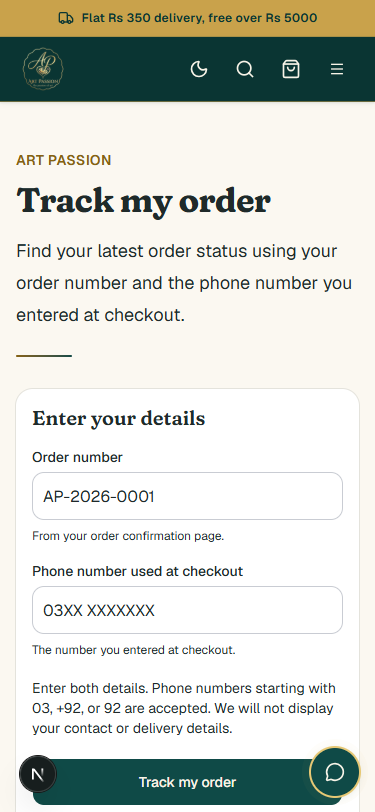 Flat Rs 350 delivery, free over Rs 5000
AP
ART PASSION
ART PASSION
Track my order
Find your latest order status using your
order number and the phone number you
entered at checkout.
Enter your details
Order number
AP-2026-0001
From your order confirmation page.
Phone number used at checkout
03XX XXXXXXX
The number you entered at checkout.
Enter both details. Phone numbers starting with
03, +92, or 92 are accepted. We will not display
your contact or delivery details.
N
Track my order